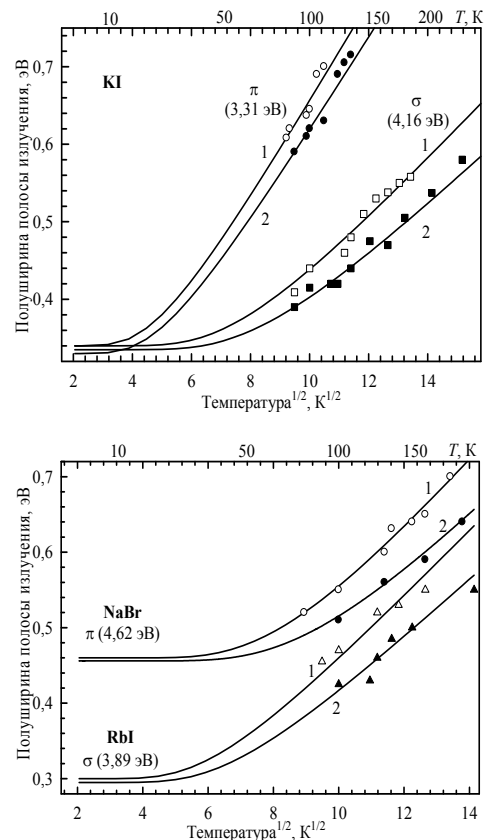 10 50 100 150 200 T, К
0,7
0,6
0,5
0,4
KI
π
(3,31 эВ)
1
2
σ
(4,16 эВ)
1
2
Полуширина полосы излучения, эВ
2 4 6 8 10 12 14
Температура1/2, К1/2
10 50 100 150 T, К
0,7
0,6
0,5
0,4
0,3
1
2
NaBr
π (4,62 эВ)
1
2
RbI
σ (3,89 эВ)
Полуширина полосы излучения, эВ
2 4 6 8 10 12 14
Температура1/2, К1/2